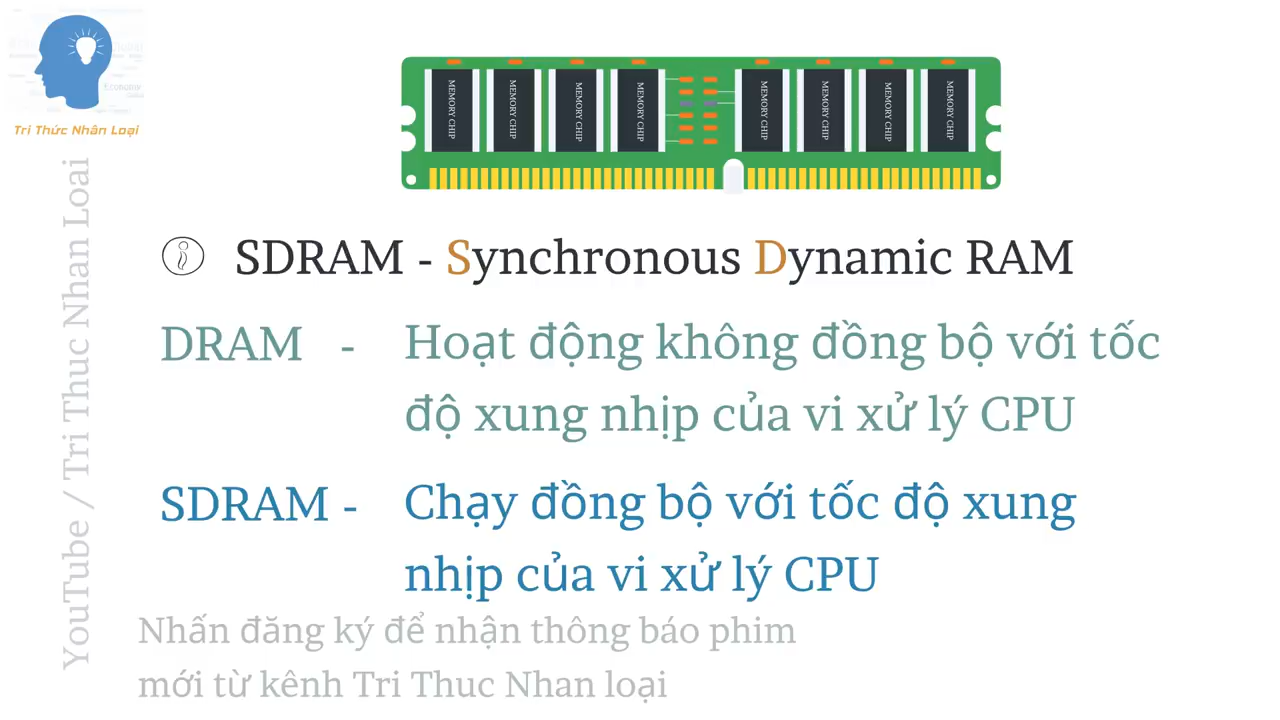 Tri Thức Nhân Loại
YouTube / Tri Thuc Nhan Loai
MEMORY CHIP
MEMORY CHIP
MEMORY CHIP
MEMORY CHIP
MEMORY CHIP
MEMORY CHIP
MEMORY CHIP
MEMORY CHIP
SDRAM - Synchronous Dynamic RAM
DRAM - Hoạt động không đồng bộ với tốc
độ xung nhịp của vi xử lý CPU
SDRAM - Chạy đồng bộ với tốc độ xung
nhịp của vi xử lý CPU
Nhấn đăng ký để nhận thông báo phim
mới từ kênh Tri Thuc Nhan loại